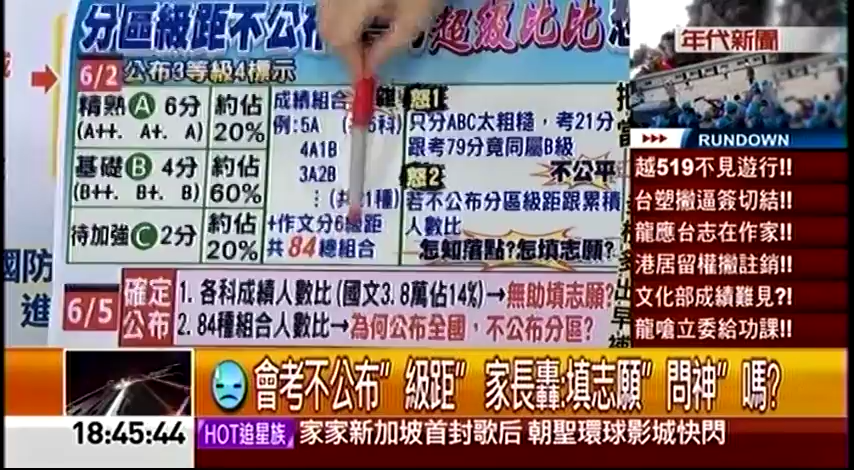 分區級距不公布
超級比比
年代新聞
6/2 公布3等級4標示
精熟 A 6分
(A++. A+. A)
約佔
20%
基礎 B 4分
(B++. B+. B)
約佔
60%
待加強 C 2分
約佔
20%
成績組合
例:5A
4A1B
3A2B
+作文分6級距
共84總組合
怒1
只分ABC太粗糙，考21分
跟考79分竟同屬B級
不公平
怒2
若不公布分區級距跟累積
人數比
怎知落點?怎填志願?
6/5
確定
公布
1. 各科成績人數比(國文3.8萬佔14%)→無助填志願?
2. 84種組合人數比→為何公布全國，不公布分區?
國防
進
RUNDOWN
越519不見遊行!!
台塑撇逼簽切結!!
龍應台志在作家!!
港居留權撇註銷!!
文化部成績難見?!
龍嗆立委給功課!!
會考不公布"級距" 家長轟:填志願"問神"嗎?
18:45:44
HOT追星族
家家新加坡首封歌后 朝聖環球影城快閃